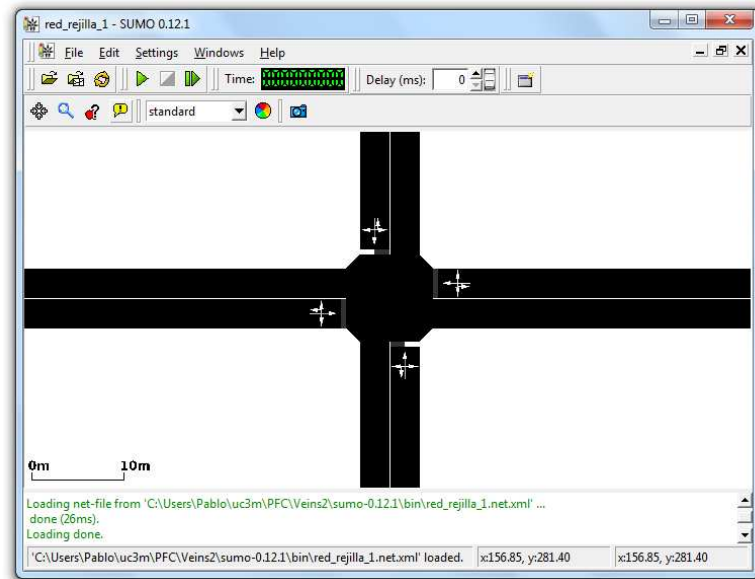 red_rejilla_1 - SUMO 0.12.1
File Edit Settings Windows Help
Time: Delay (ms): 0
standard
0m 10m
Loading net-file from 'C:\Users\Pablo\uc3m\PFC\Veins2\sumo-0.12.1\bin\red_rejilla_1.net.xml' ...
done (26ms).
Loading done.
'C:\Users\Pablo\uc3m\PFC\Veins2\sumo-0.12.1\bin\red_rejilla_1.net.xml' loaded. x:156.85, y:281.40 x:156.85, y:281.40